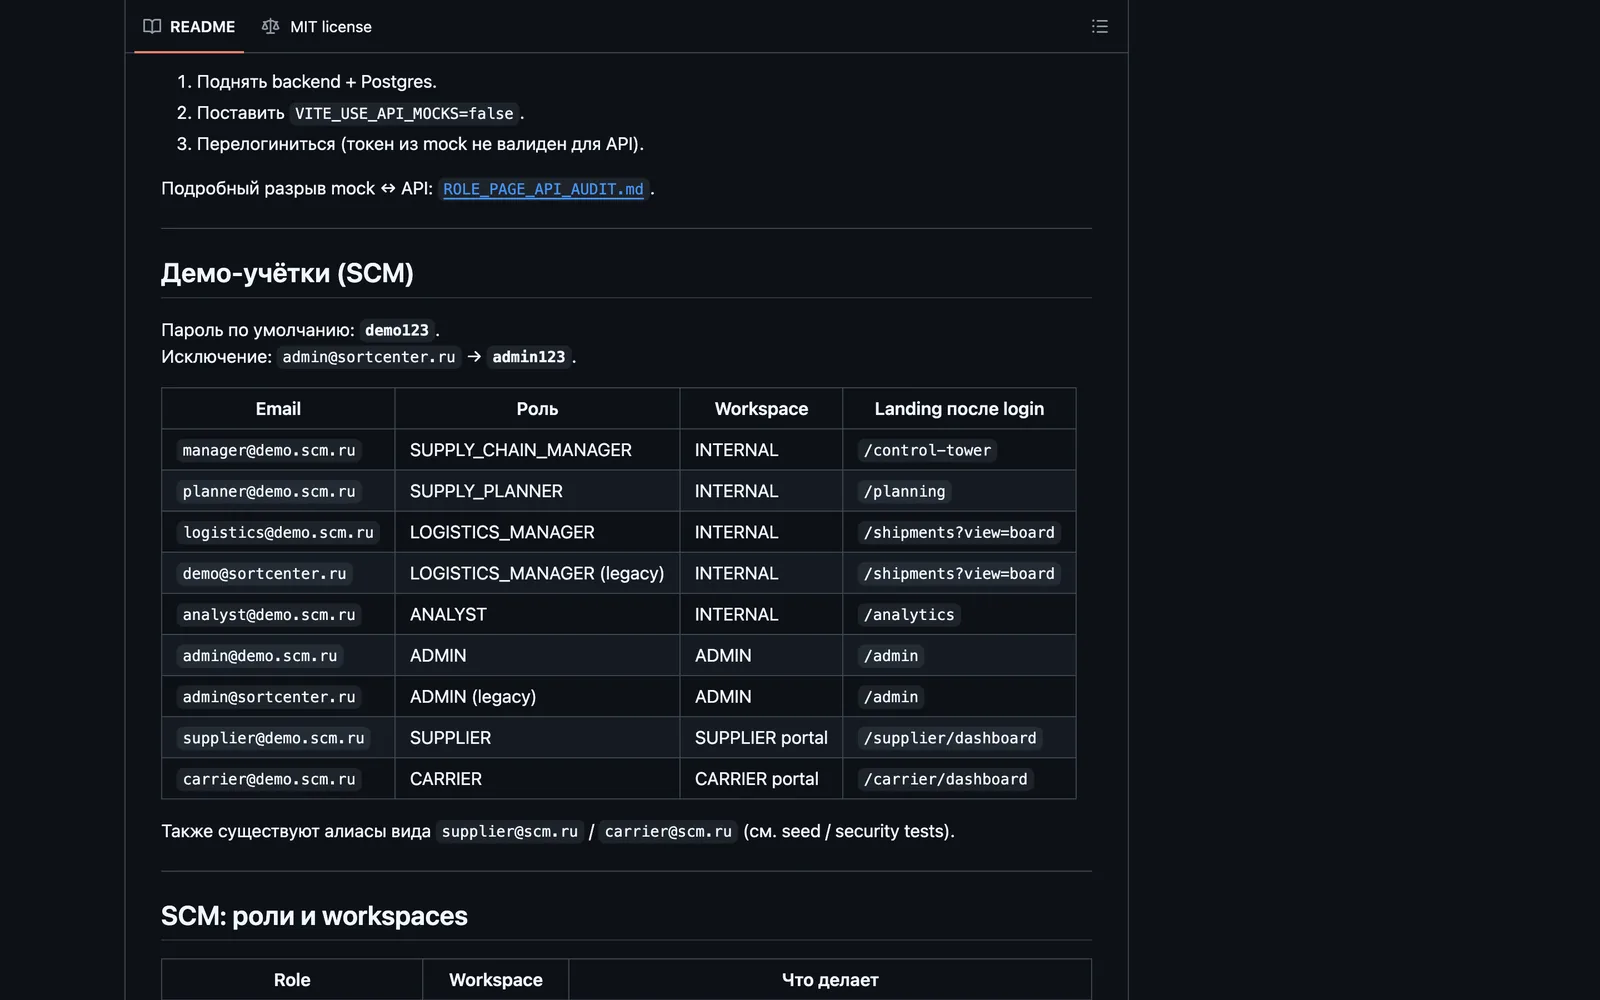 README MIT license
1. Поднять backend + Postgres.
2. Поставить VITE_USE_API_MOCKS=false .
3. Перелогиниться (токен из mock не валиден для API).
Подробный разрыв mock ↔ API: ROLE_PAGE_API_AUDIT.md .
Демо-учётки (SCM)
Пароль по умолчанию: demo123 .
Исключение: admin@sortcenter.ru → admin123 .
Email Роль Workspace Landing после login
manager@demo.scm.ru SUPPLY_CHAIN_MANAGER INTERNAL /control-tower
planner@demo.scm.ru SUPPLY_PLANNER INTERNAL /planning
logistics@demo.scm.ru LOGISTICS_MANAGER INTERNAL /shipments?view=board
demo@sortcenter.ru LOGISTICS_MANAGER (legacy) INTERNAL /shipments?view=board
analyst@demo.scm.ru ANALYST INTERNAL /analytics
admin@demo.scm.ru ADMIN ADMIN /admin
admin@sortcenter.ru ADMIN (legacy) ADMIN /admin
supplier@demo.scm.ru SUPPLIER SUPPLIER portal /supplier/dashboard
carrier@demo.scm.ru CARRIER CARRIER portal /carrier/dashboard
Также существуют алиасы вида supplier@scm.ru / carrier@scm.ru (см. seed / security tests).
SCM: роли и workspaces
Role Workspace Что делает